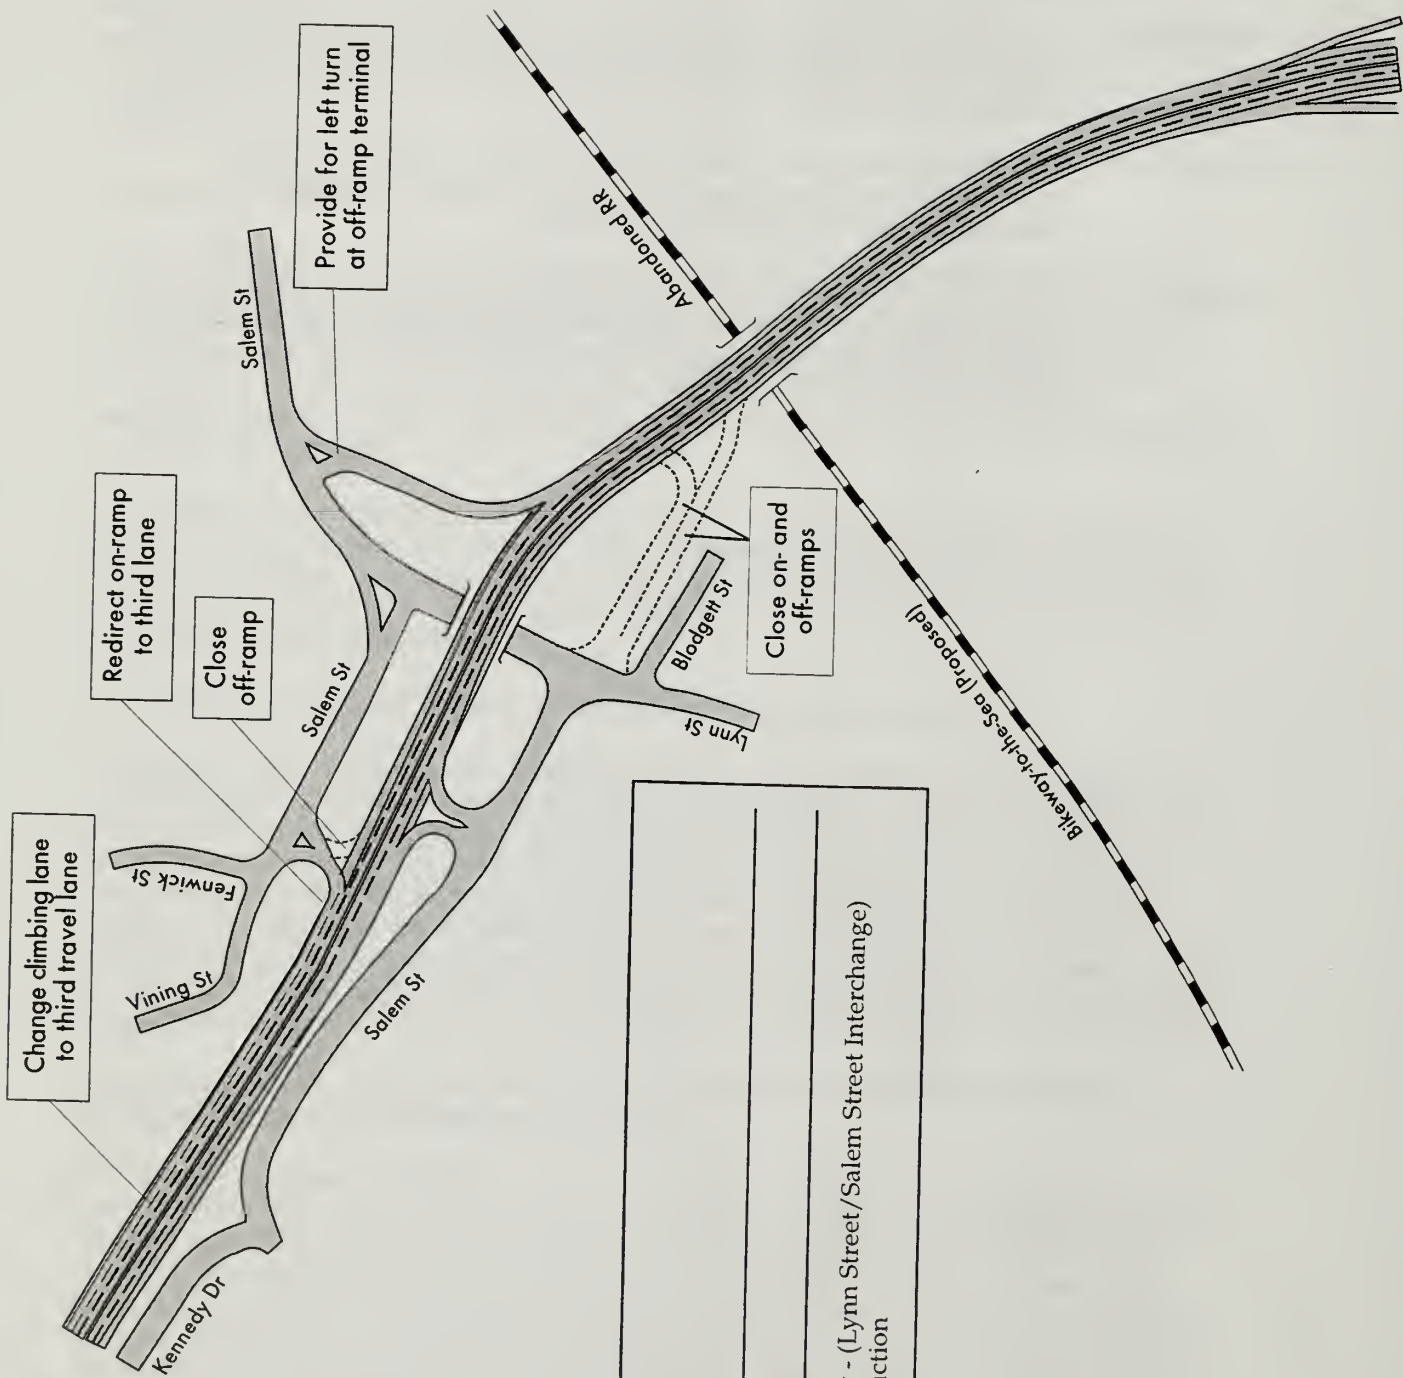 Change climbing lane
to third travel lane
Redirect on-ramp
to third lane
Close
off-ramp
Provide for left turn
at off-ramp terminal
Close on- and
off-ramps
Vining St
Fenwick St
Salem St
Salem St
Salem St
Kennedy Dr
Lynn St
Blodgett St
Abandoned RR
Bikeway-to-the-Sea (Proposed)
- (Lynn Street/Salem Street Interchange)